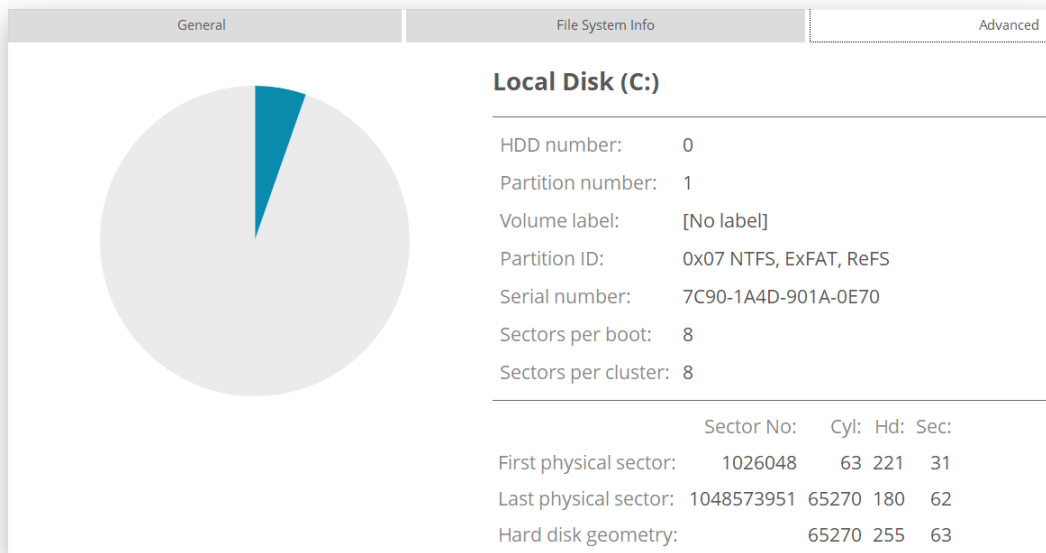 General File System Info Advanced
Local Disk (C:)
HDD number: 0
Partition number: 1
Volume label: [No label]
Partition ID: 0x07 NTFS, ExFAT, ReFS
Serial number: 7C90-1A4D-901A-0E70
Sectors per boot: 8
Sectors per cluster: 8
Sector No: Cyl: Hd: Sec:
First physical sector: 1026048 63 221 31
Last physical sector: 1048573951 65270 180 62
Hard disk geometry: 65270 255 63